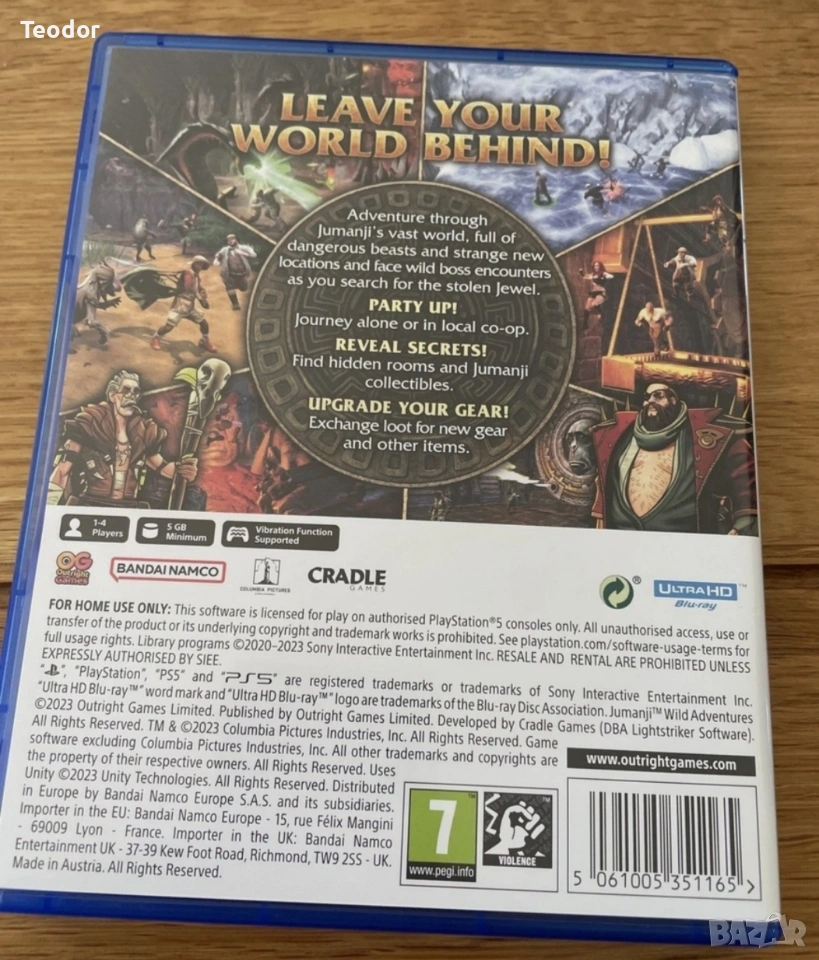 Teodor
LEAVE YOUR
WORLD BEHIND!
Adventure through
Jumanji's vast world, full of
dangerous beasts and strange new
locations and face wild boss encounters
as you search for the stolen Jewel.
PARTY UP!
Journey alone or in local co-op.
REVEAL SECRETS!
Find hidden rooms and Jumanji
collectibles.
UPGRADE YOUR GEAR!
Exchange loot for new gear
and other items.
1-4
Players
5 GB
Minimum
Vibration Function
Supported
OG
Outright
Games
BANDAI NAMCO
COLUMBIA PICTURES
CRADLE
GAMES
®
ULTRA HD™
Blu-ray
FOR HOME USE ONLY: This software is licensed for play on authorised PlayStation®5 consoles only. All unauthorised access, use or
transfer of the product or its underlying copyright and trademark works is prohibited. See playstation.com/software-usage-terms for
full usage rights. Library programs ©2020-2023 Sony Interactive Entertainment Inc. RESALE AND RENTAL ARE PROHIBITED UNLESS
EXPRESSLY AUTHORISED BY SIEE.
"PS", "PlayStation", "PS5" and "PS5" are registered trademarks or trademarks of Sony Interactive Entertainment Inc.
"Ultra HD Blu-ray™" word mark and "Ultra HD Blu-ray™" logo are trademarks of the Blu-ray Disc Association. Jumanji™ Wild Adventures
©2023 Outright Games Limited. Published by Outright Games Limited. Developed by Cradle Games (DBA Lightstriker Software).
All Rights Reserved. TM & ©2023 Columbia Pictures Industries, Inc. All Rights Reserved. Game
software excluding Columbia Pictures Industries, Inc. All other trademarks and copyrights are
the property of their respective owners. All Rights Reserved. Uses
Unity ©2023 Unity Technologies. All Rights Reserved. Distributed
in Europe by Bandai Namco Europe S.A.S. and its subsidiaries.
Importer in the EU: Bandai Namco Europe - 15, rue Félix Mangini
- 69009 Lyon - France. Importer in the UK: Bandai Namco
Entertainment UK - 37-39 Kew Foot Road, Richmond, TW9 2SS - UK.
Made in Austria. All Rights Reserved.
www.outrightgames.com
7
www.pegi.info
VIOLENCE
5 061005 351165 >
BAZAR